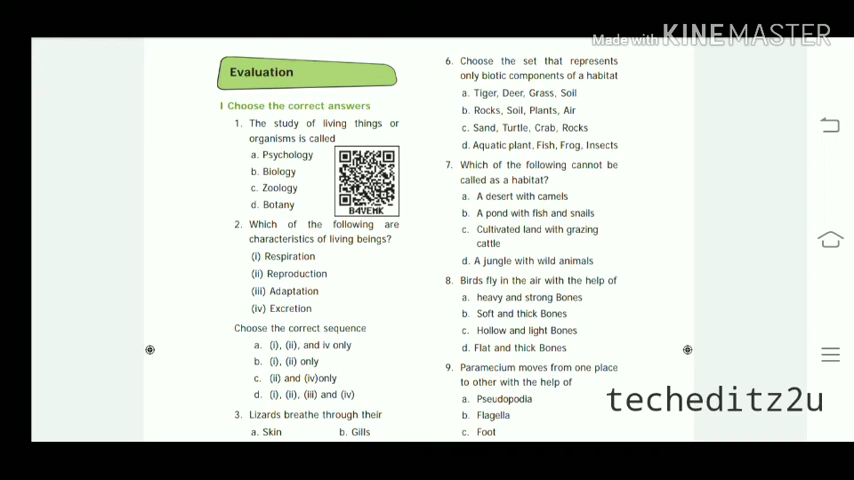 Made with KINEMASTER
Evaluation
I Choose the correct answers
1. The study of living things or
organisms is called
a. Psychology
b. Biology
c. Zoology
d. Botany
B4VEMK
2. Which of the following are
characteristics of living beings?
(i) Respiration
(ii) Reproduction
(iii) Adaptation
(iv) Excretion
Choose the correct sequence
a. (i), (ii), and iv only
b. (i), (ii) only
c. (ii) and (iv)only
d. (i), (ii), (iii) and (iv)
3. Lizards breathe through their
a. Skin b. Gills
6. Choose the set that represents
only biotic components of a habitat
a. Tiger, Deer, Grass, Soil
b. Rocks, Soil, Plants, Air
c. Sand, Turtle, Crab, Rocks
d. Aquatic plant, Fish, Frog, Insects
7. Which of the following cannot be
called as a habitat?
a. A desert with camels
b. A pond with fish and snails
c. Cultivated land with grazing
cattle
d. A jungle with wild animals
8. Birds fly in the air with the help of
a. heavy and strong Bones
b. Soft and thick Bones
c. Hollow and light Bones
d. Flat and thick Bones
9. Paramecium moves from one place
to other with the help of
a. Pseudopodia
b. Flagella
c. Foot
techeditz2u